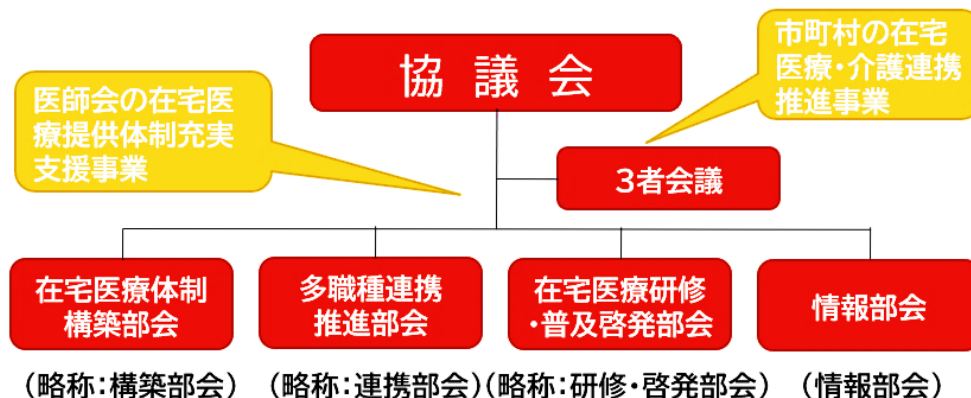 協議会
市町村の在宅
医療・介護連携
推進事業
医師会の在宅医
療提供体制充実
支援事業
3者会議
在宅医療体制
構築部会
多職種連携
推進部会
在宅医療研修
・普及啓発部会
情報部会
(略称:構築部会)
(略称:連携部会)
(略称:研修・啓発部会)
(情報部会)